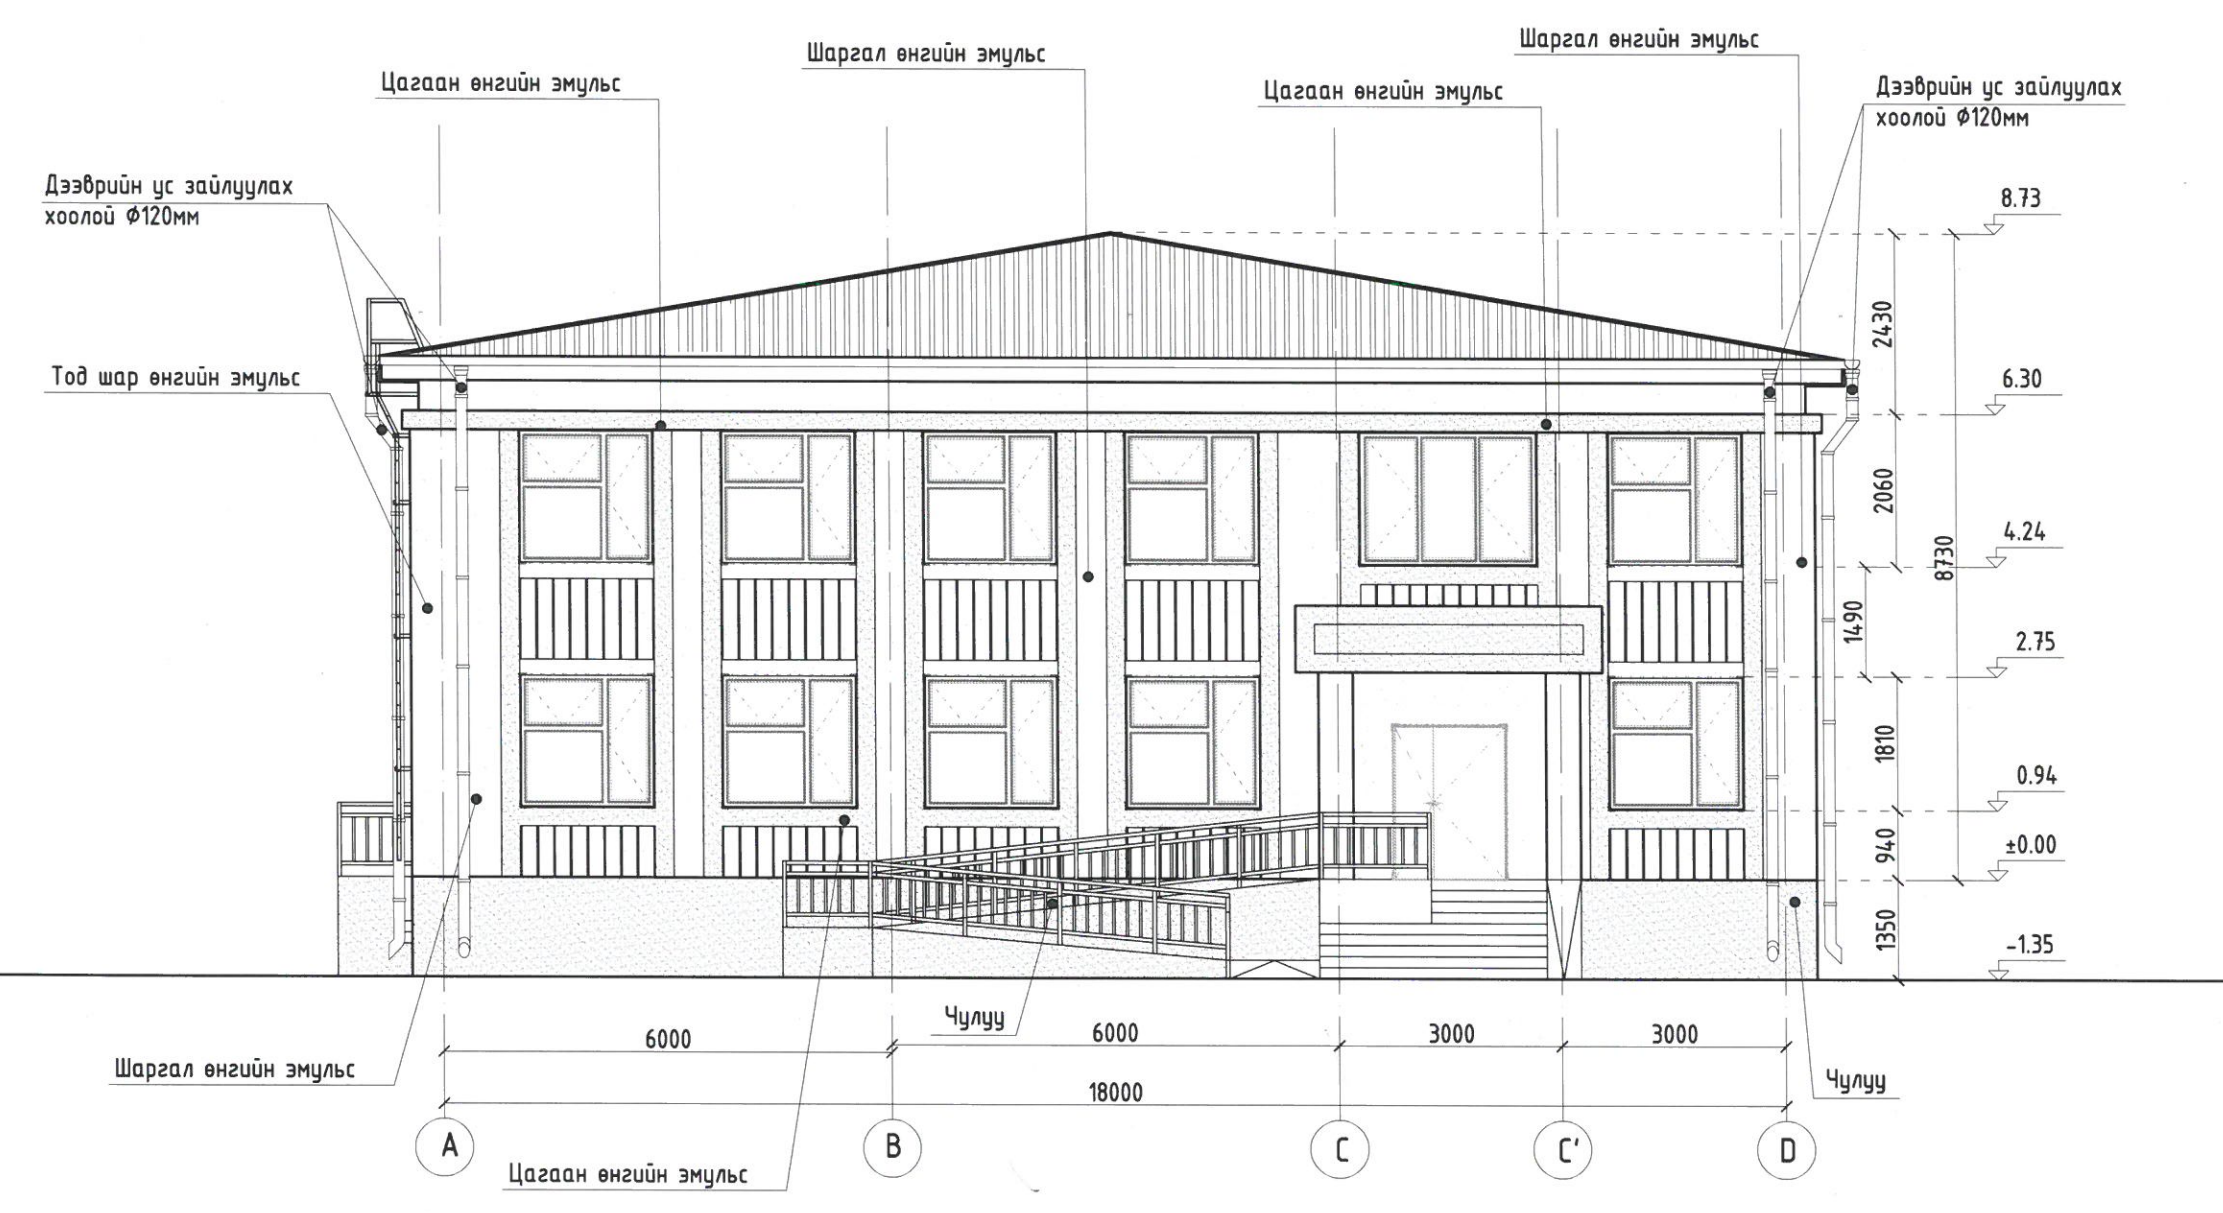 Шаргал өнгийн эмульс
Шаргал өнгийн эмульс
Цагаан өнгийн эмульс
Цагаан өнгийн эмульс
Дээврийн ус зайлуулах
хоолой Ф120мм
Дээврийн ус зайлуулах
хоолой Ф120мм
8.73
2430
Тод шар өнгийн эмульс
6.30
2060
4.24
8730
1490
2.75
1810
0.94
940
±0.00
1350
-1.35
Чулуу
6000
6000
3000
3000
Шаргал өнгийн эмульс
Чулуу
18000
A
B
C
C'
D
Цагаан өнгийн эмульс